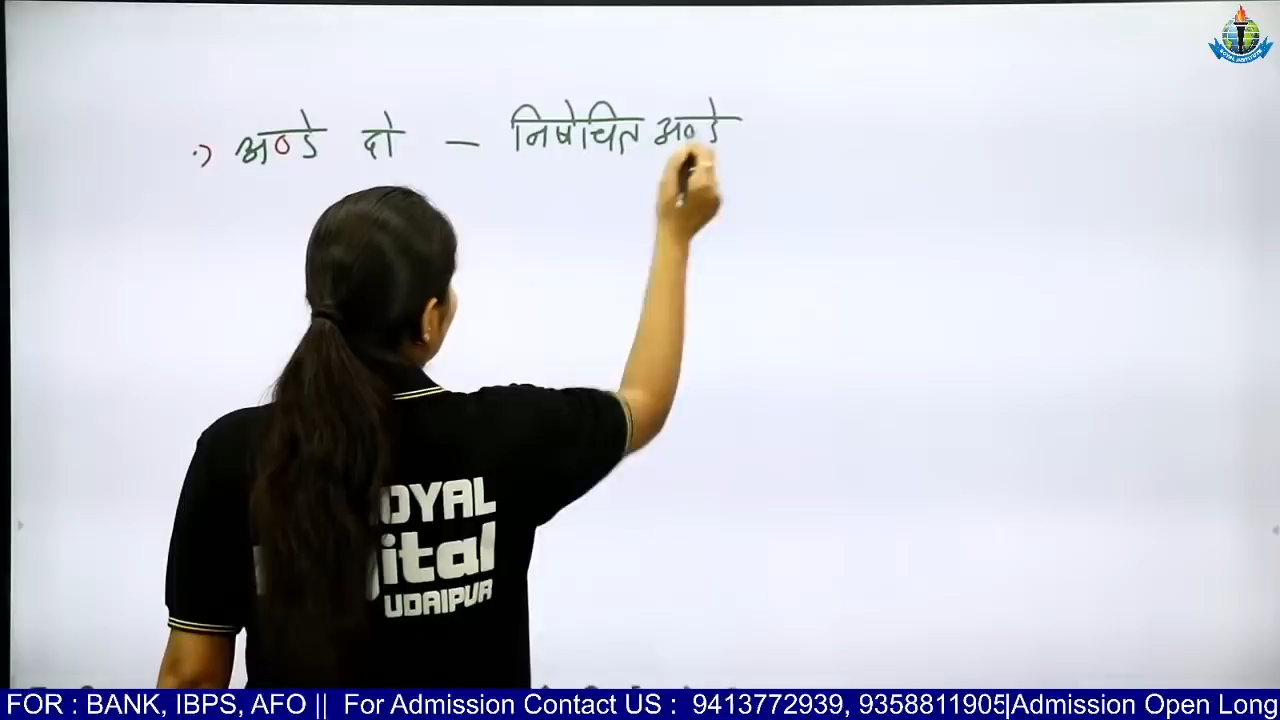 अण्डे दो — निषेचित अण्डे
OYAL
ital
UDAIPUR
FOR : BANK, IBPS, AFO || For Admission Contact US : 9413772939, 9358811905|Admission Open Long